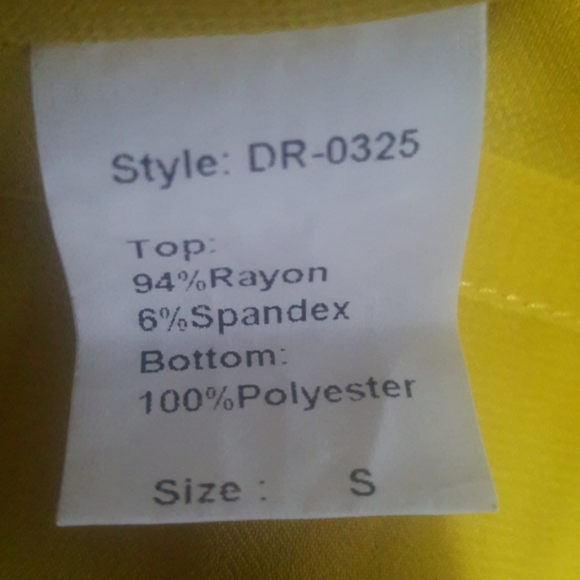 Style: DR-0325
Top:
94%Rayon
6%Spandex
Bottom:
100%Polyester
Size : S